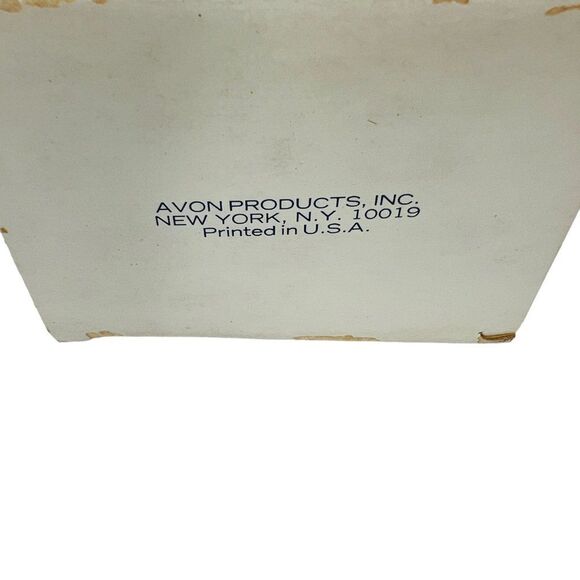 AVON PRODUCTS, INC.
NEW YORK, N.Y. 10019
Printed in U.S.A.